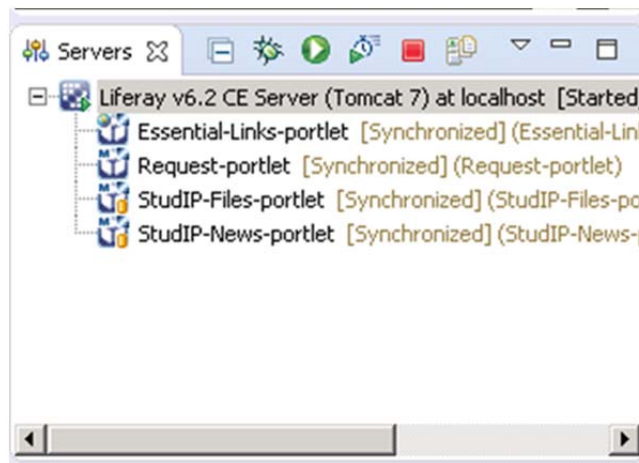 Servers
Liferay v6.2 CE Server (Tomcat 7) at localhost [Started
Essential-Links-portlet [Synchronized] (Essential-Lin
Request-portlet [Synchronized] (Request-portlet)
StudIP-Files-portlet [Synchronized] (StudIP-Files-po
StudIP-News-portlet [Synchronized] (StudIP-News-